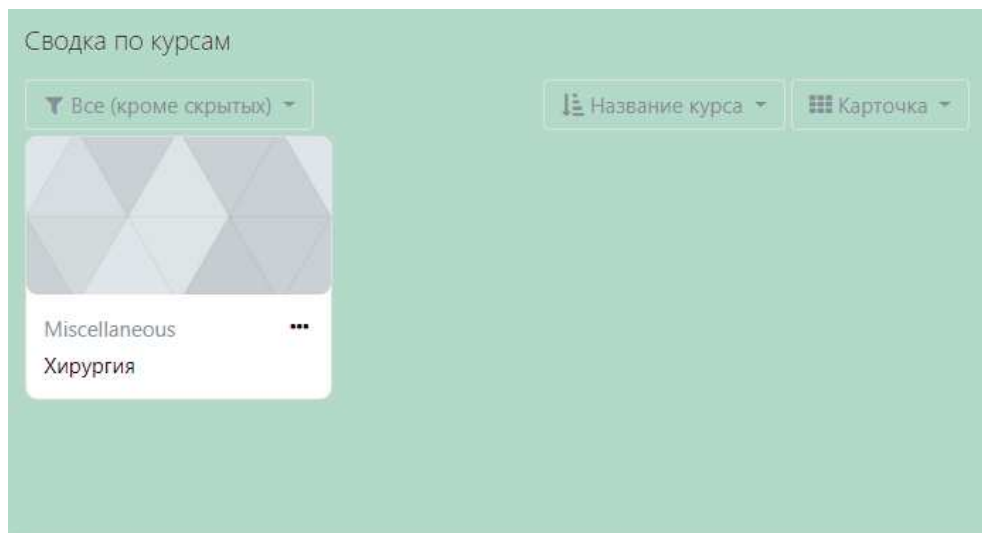 Сводка по курсам
Все (кроме скрытых) Название курса Карточка
Miscellaneous
Хирургия